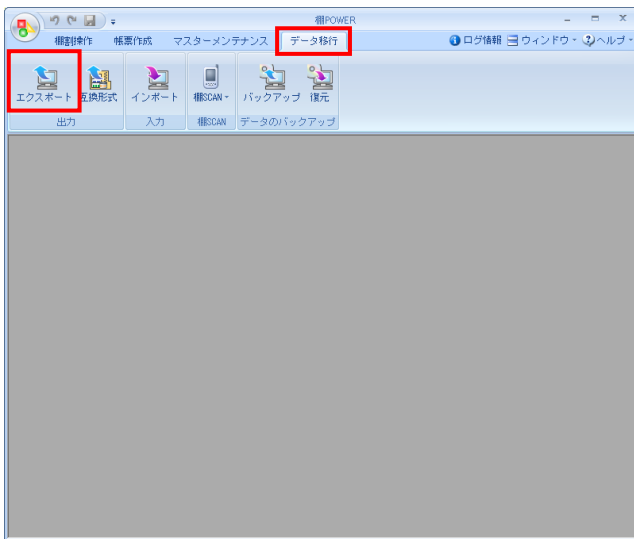 棚POWER
棚割操作 帳票作成 マスターメンテナンス データ移行 ログ情報 ウィンドウ ヘルプ
エクスポート 互換形式 インポート 棚SCAN バックアップ 復元
出力 入力 棚SCAN データのバックアップ